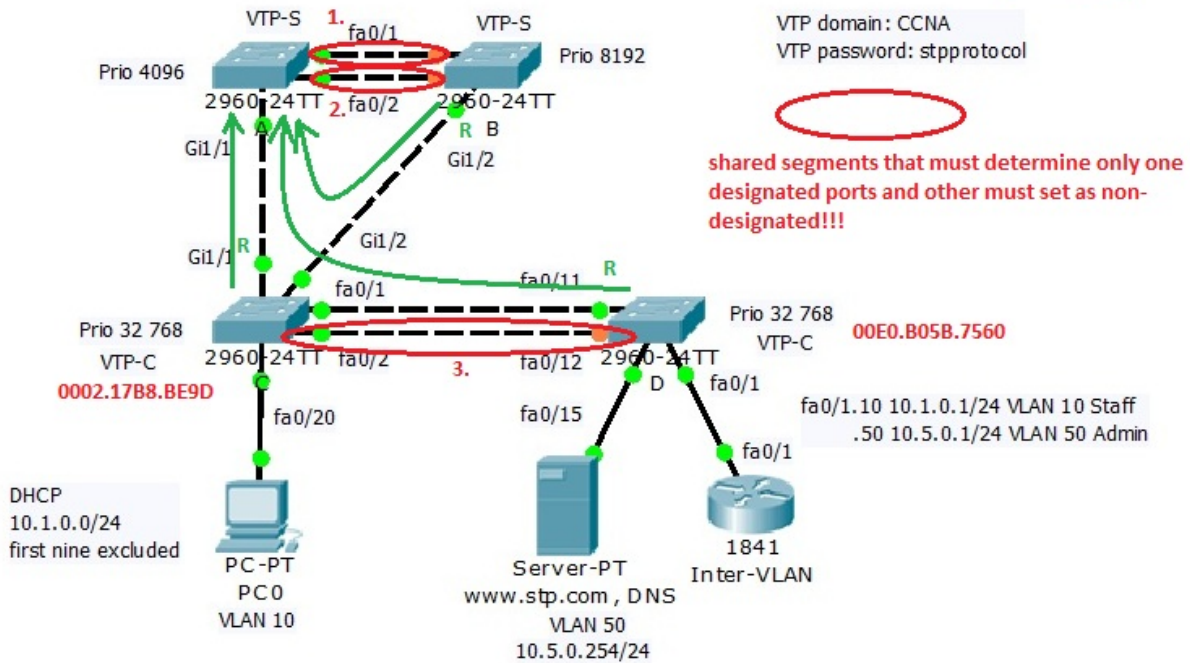 VTP-S
1.
fa0/1
VTP-S
VTP domain: CCNA
VTP password: stpprotocol
Prio 4096
Prio 8192
2960-24TT
2.
fa0/2
2960-24TT
A
R
B
Gi1/1
Gi1/2
shared segments that must determine only one
designated ports and other must set as non-
designated!!!
R
Gi1/1
Gi1/2
R
fa0/1
fa0/11
Prio 32 768
VTP-C
2960-24TT
fa0/2
3.
fa0/12
2960-24TT
D
Prio 32 768
VTP-C
00E0.B05B.7560
0002.17B8.BE9D
fa0/20
fa0/15
fa0/1
fa0/1.10 10.1.0.1/24 VLAN 10 Staff
.50 10.5.0.1/24 VLAN 50 Admin
fa0/1
DHCP
10.1.0.0/24
first nine excluded
PC-PT
PC0
VLAN 10
Server-PT
www.stp.com , DNS
VLAN 50
10.5.0.254/24
1841
Inter-VLAN